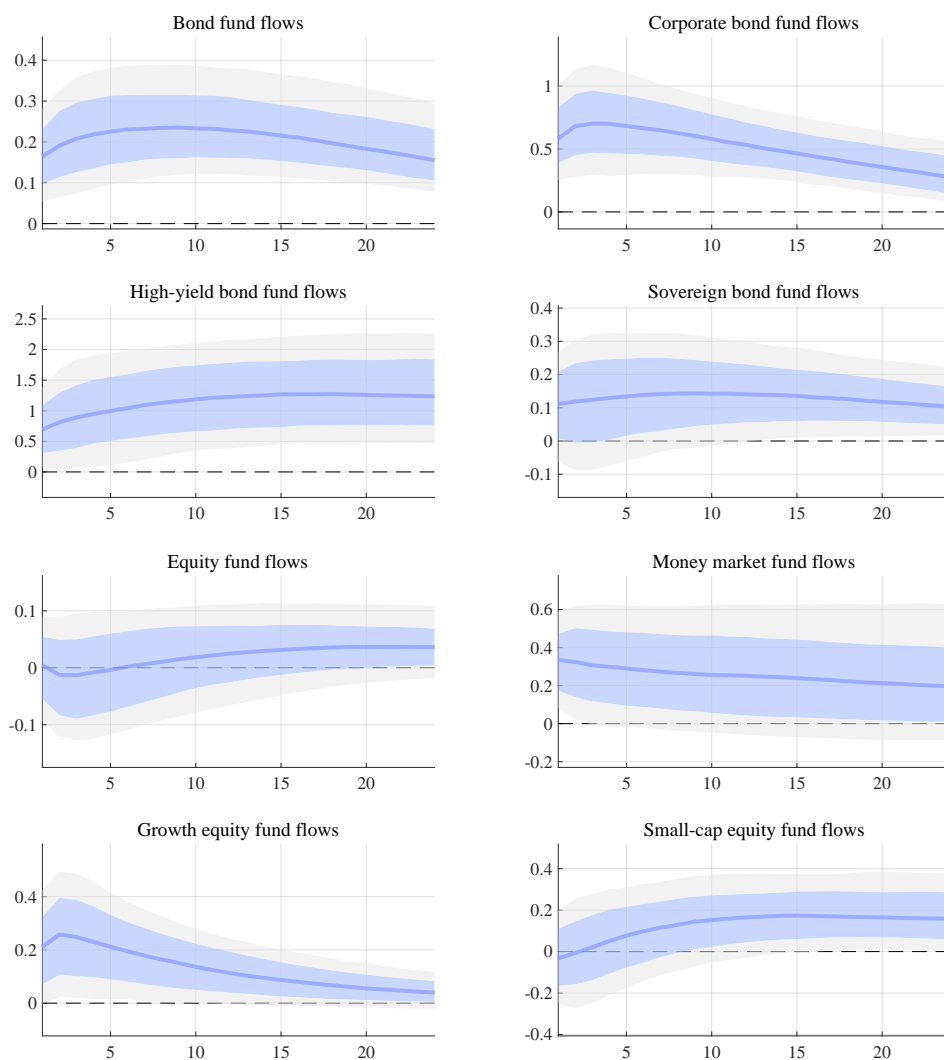 Bond fund flows
0.4
0.3
0.2
0.1
0
5 10 15 20
Corporate bond fund flows
1
0.5
0
5 10 15 20
High-yield bond fund flows
2.5
2
1.5
1
0.5
0
5 10 15 20
Sovereign bond fund flows
0.4
0.3
0.2
0.1
0
-0.1
5 10 15 20
Equity fund flows
0.1
0
-0.1
5 10 15 20
Money market fund flows
0.6
0.4
0.2
0
-0.2
5 10 15 20
Growth equity fund flows
0.4
0.2
0
5 10 15 20
Small-cap equity fund flows
0.4
0.2
0
-0.2
-0.4
5 10 15 20